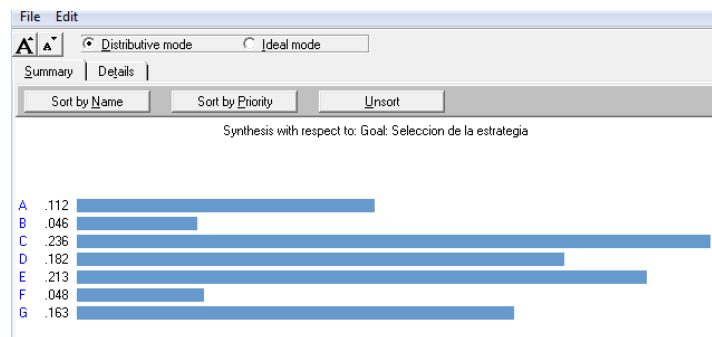 File Edit
A A Distributive mode Ideal mode
Summary Details
Sort by Name Sort by Priority Unsort
Synthesis with respect to: Goal: Seleccion de la estrategia
A .112
B .046
C .236
D .182
E .213
F .048
G .163